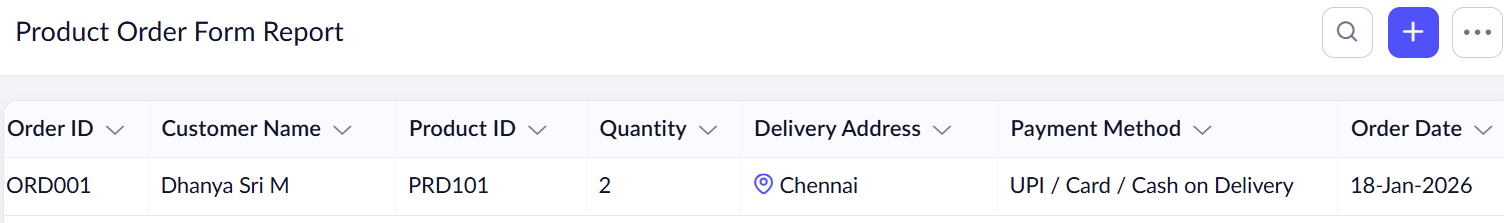 Product Order Form Report
Order ID Customer Name Product ID Quantity Delivery Address Payment Method Order Date
ORD001 Dhanya Sri M PRD101 2 Chennai UPI / Card / Cash on Delivery 18-Jan-2026